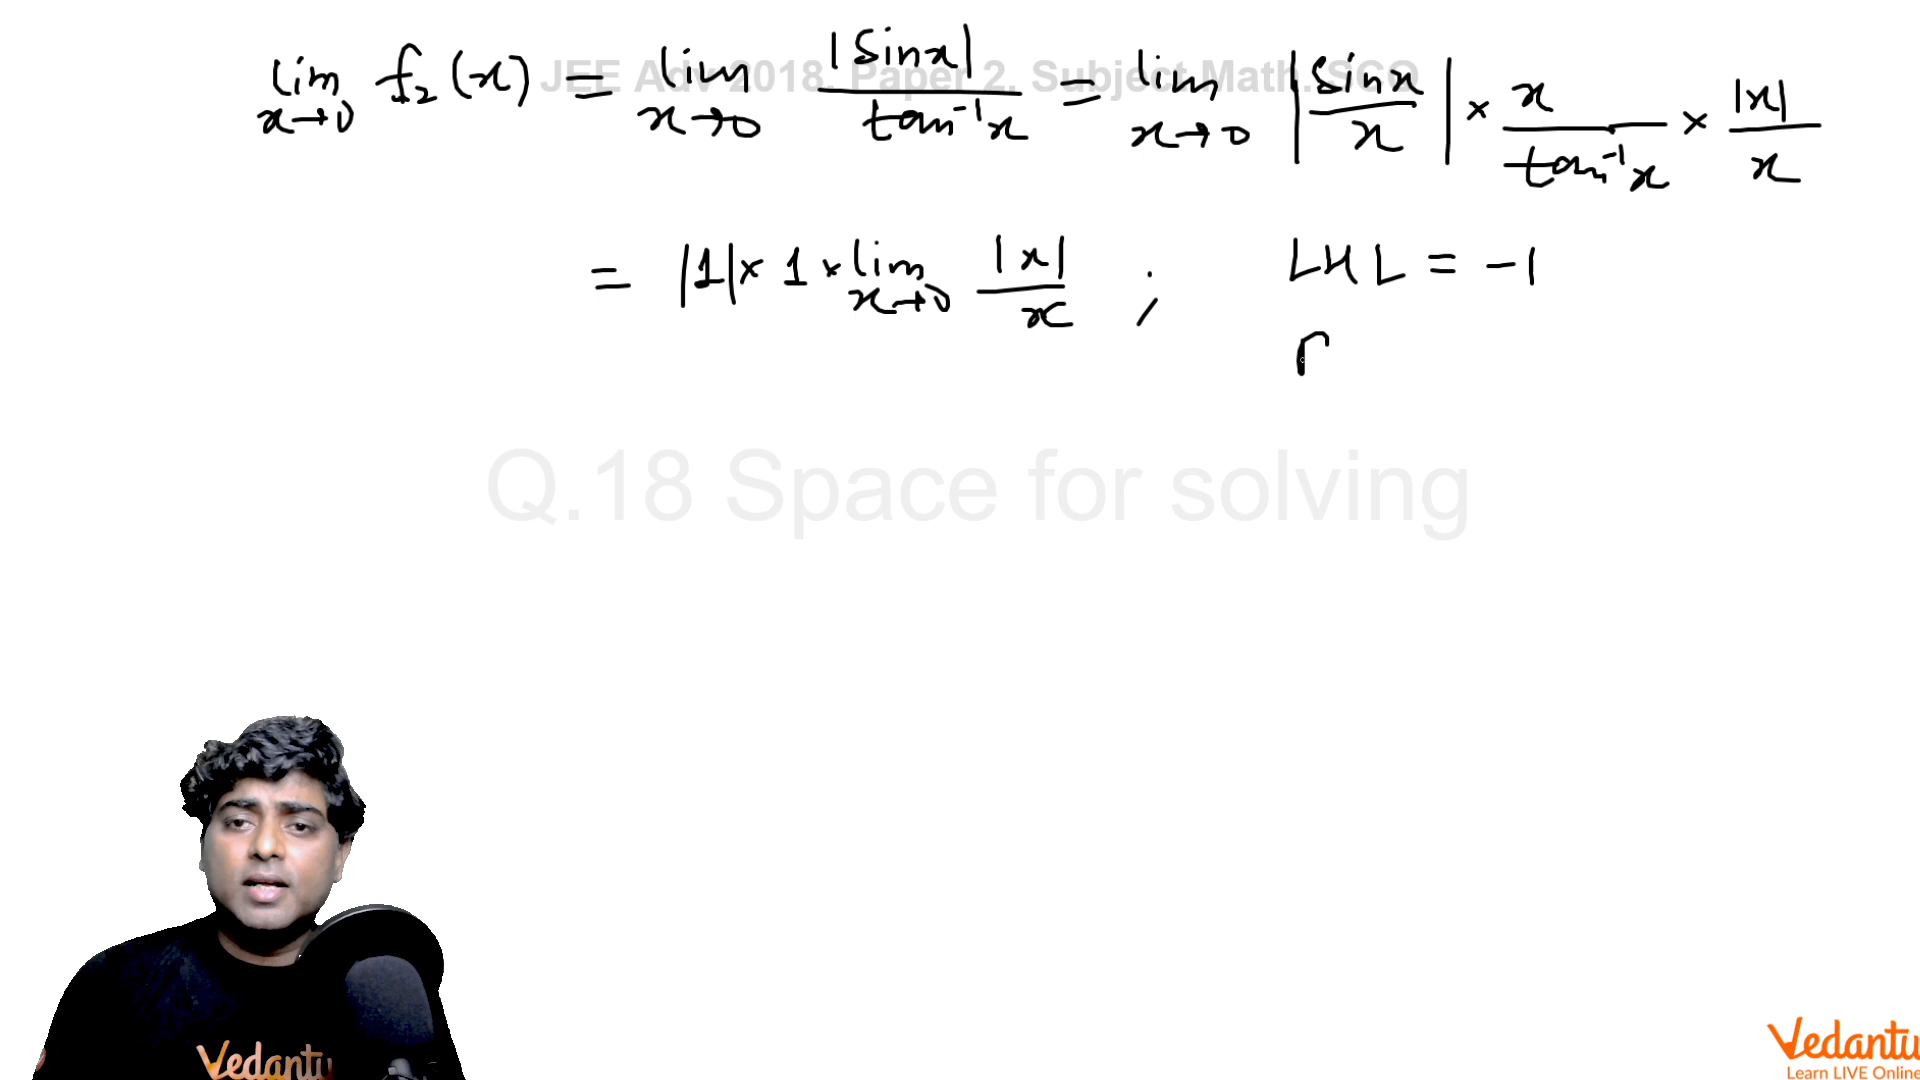 JEE Adv 2018, Paper 2, Subject Math.SGQ
lim x→0 f₂(x) = lim x→0 |Sinx| / tan⁻¹x = lim x→0 |sinx / x| × x / tan⁻¹x × |x| / x
= |1| × 1 × lim x→0 |x| / x ; LHL = -1
Q.18 Space for solving
Vedantu
Vedantu
Learn LIVE Online